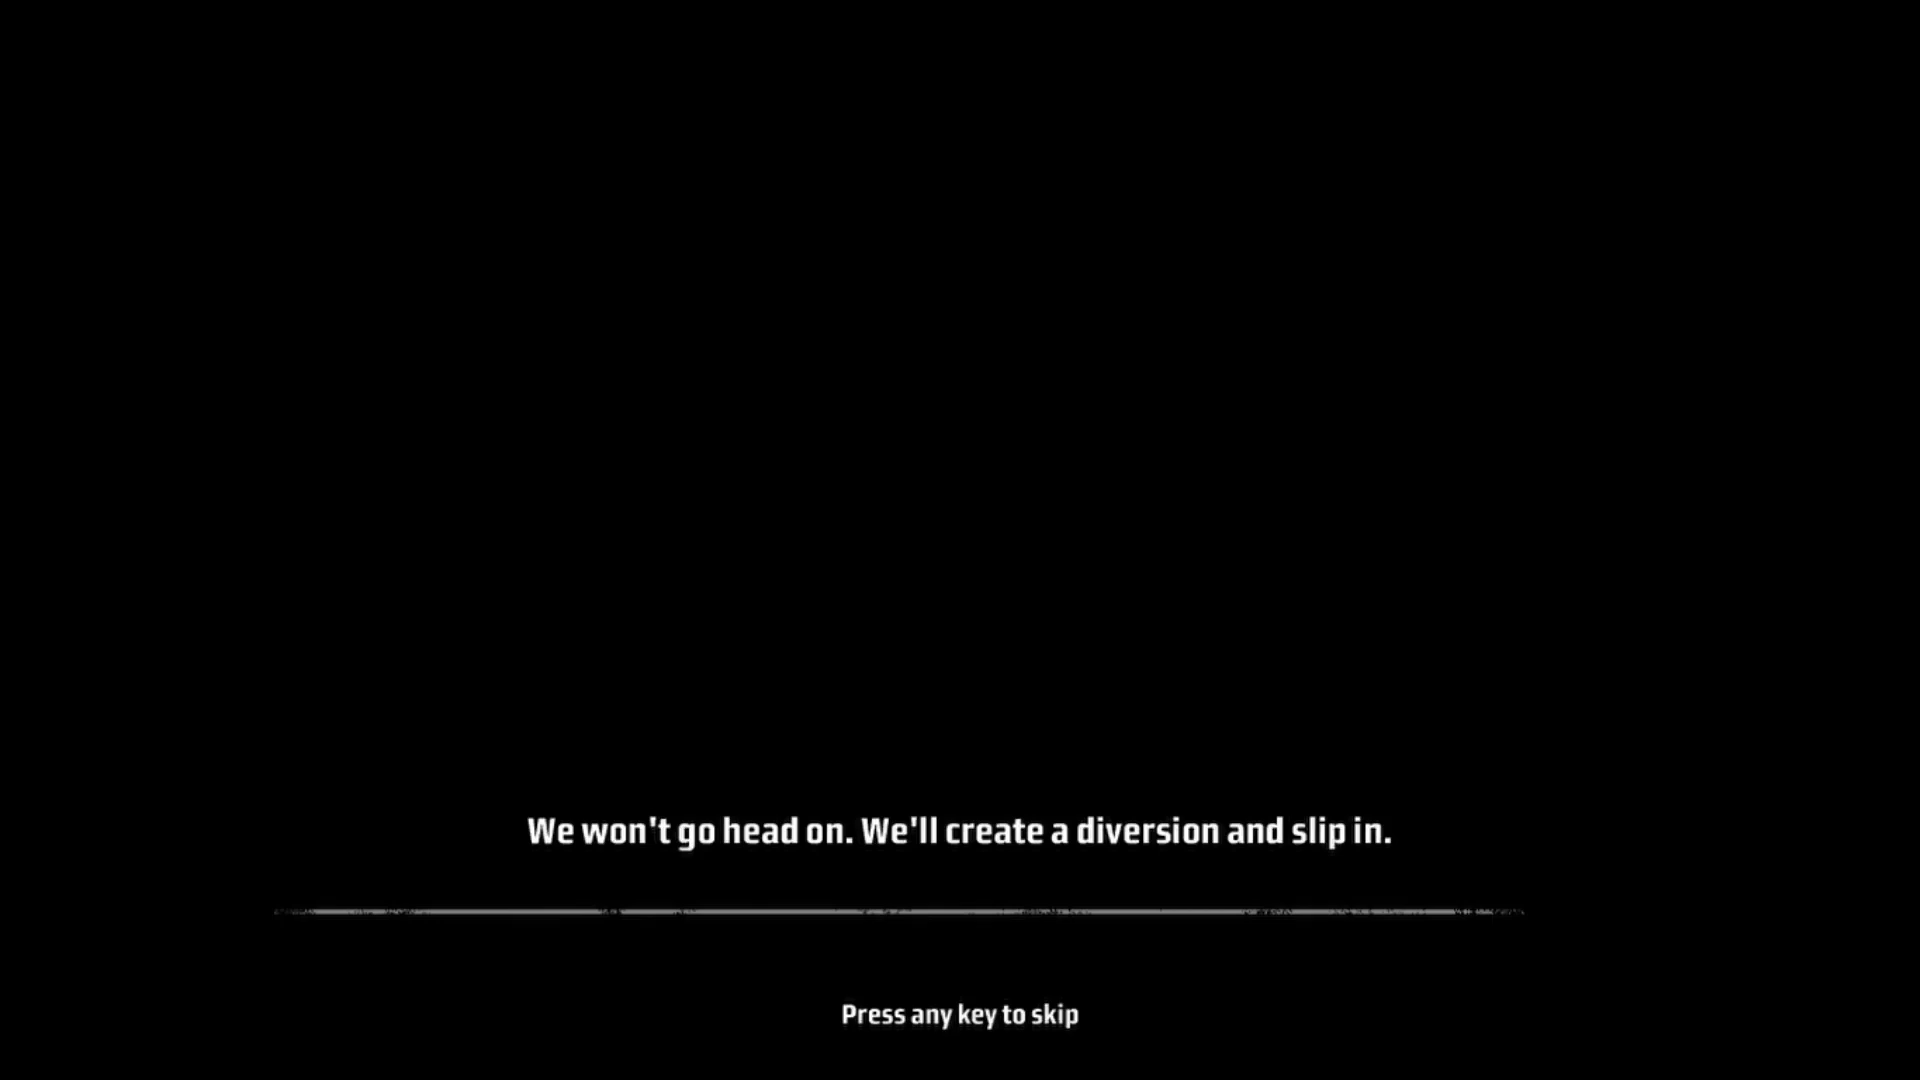 We won't go head on. We'll create a diversion and slip in.
Press any key to skip